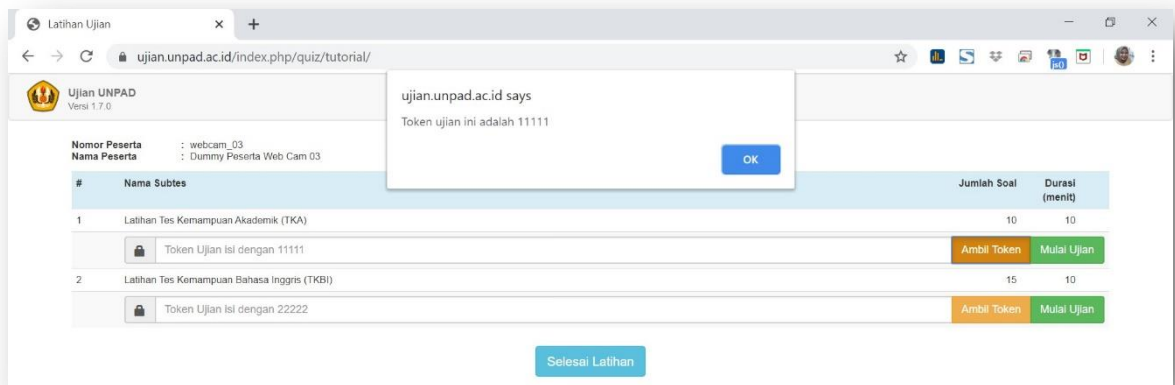 Latihan Ujian
ujian.unpad.ac.id/index.php/quiz/tutorial/
js()
Ujian UNPAD
Versi 1.7.0
ujian.unpad.ac.id says
Token ujian ini adalah 11111
OK
Nomor Peserta : webcam_03
Nama Peserta : Dummy Peserta Web Cam 03
# Nama Subtes Jumlah Soal Durasi (menit)
1 Latihan Tes Kemampuan Akademik (TKA) 10 10
Token Ujian isi dengan 11111 Ambil Token Mulai Ujian
2 Latihan Tes Kemampuan Bahasa Inggris (TKBI) 15 10
Token Ujian isi dengan 22222 Ambil Token Mulai Ujian
Selesai Latihan